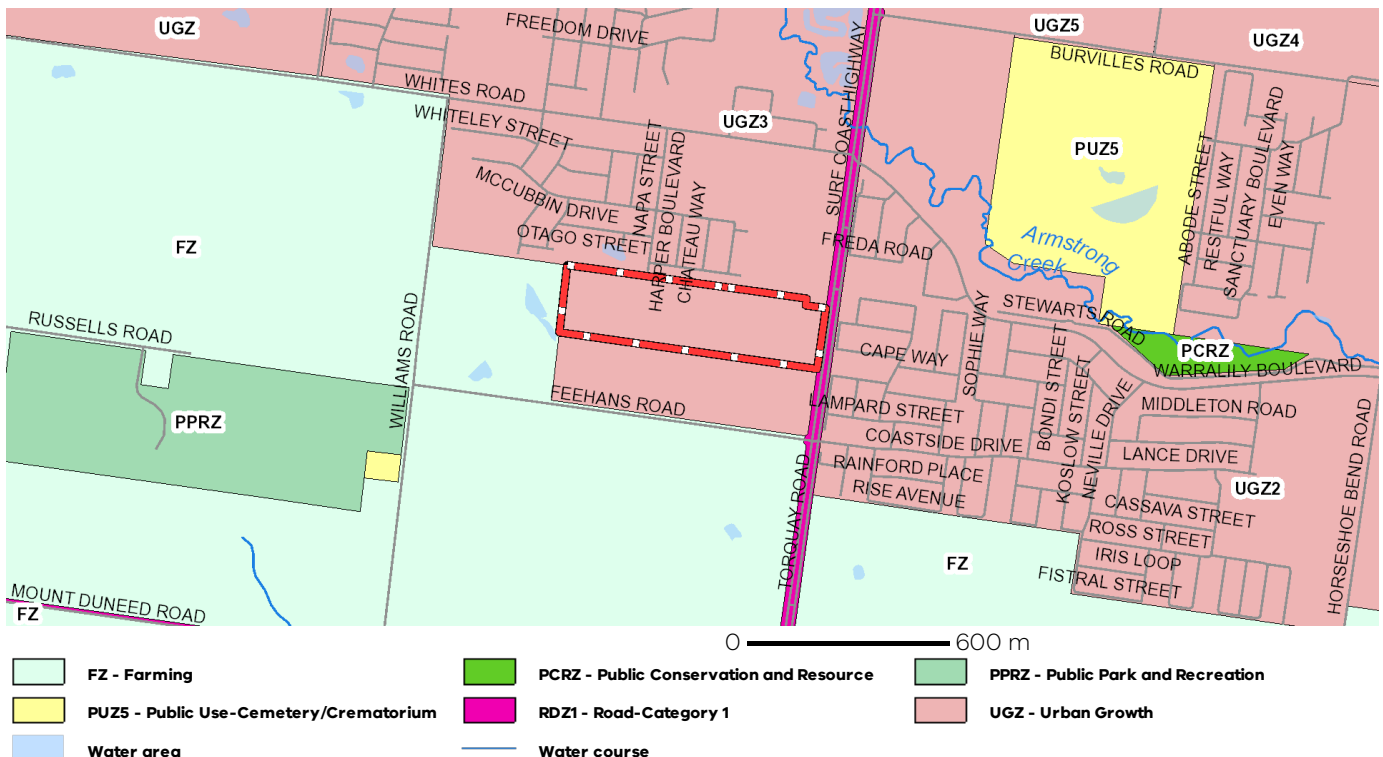 UGZ
FREEDOM DRIVE
UGZ5
UGZ4
BURVILLES ROAD
WHITES ROAD
WHITELEY STREET
UGZ3
SURF COAST HIGHWAY
PUZ5
NAPA STREET
HARPER BOULEVARD
CHATEAU WAY
MCCUBBIN DRIVE
OTAGO STREET
ABODE STREET
RESTFUL WAY
SANCTUARY BOULEVARD
EVEN WAY
FZ
FREDA ROAD
Armstrong
Creek
STEWARTS ROAD
RUSSELLS ROAD
WILLIAMS ROAD
CAPE WAY
SOPHIE WAY
PCRZ
WARRALILY BOULEVARD
BONDI STREET
KOSLOW STREET
NEVILLE DRIVE
MIDDLETON ROAD
FEEHANS ROAD
LAMPARD STREET
PPRZ
COASTSIDE DRIVE
LANCE DRIVE
RAINFORD PLACE
RISE AVENUE
UGZ2
HORSESHOE BEND ROAD
CASSAVA STREET
ROSS STREET
TORQUAY ROAD
FZ
IRIS LOOP
FISTRAL STREET
MOUNT DUNEED ROAD
FZ
0 600 m
FZ - Farming
PCRZ - Public Conservation and Resource
PPRZ - Public Park and Recreation
PUZ5 - Public Use-Cemetery/Crematorium
RDZ1 - Road-Category 1
UGZ - Urban Growth
Water area
Water course